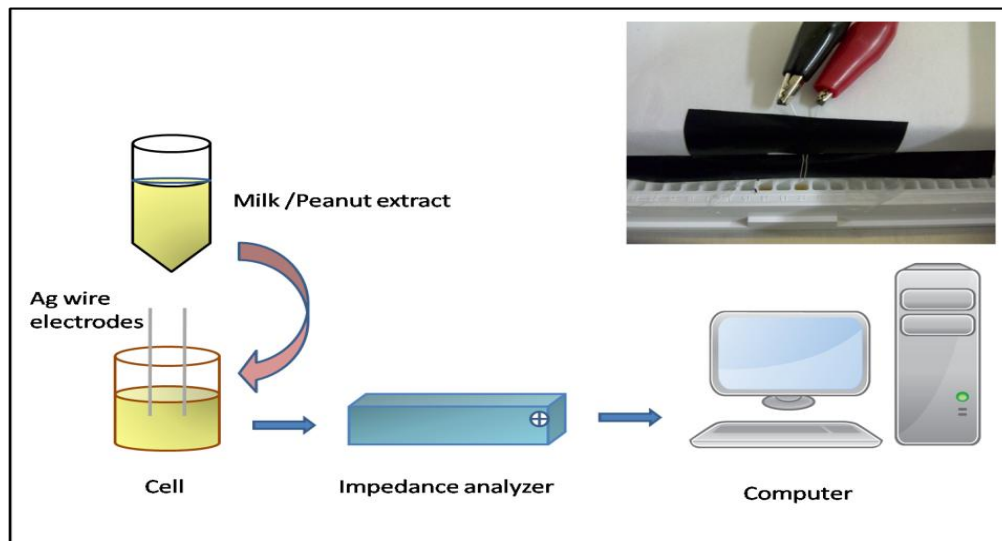 Milk /Peanut extract
Ag wire
electrodes
Cell
Impedance analyzer
Computer